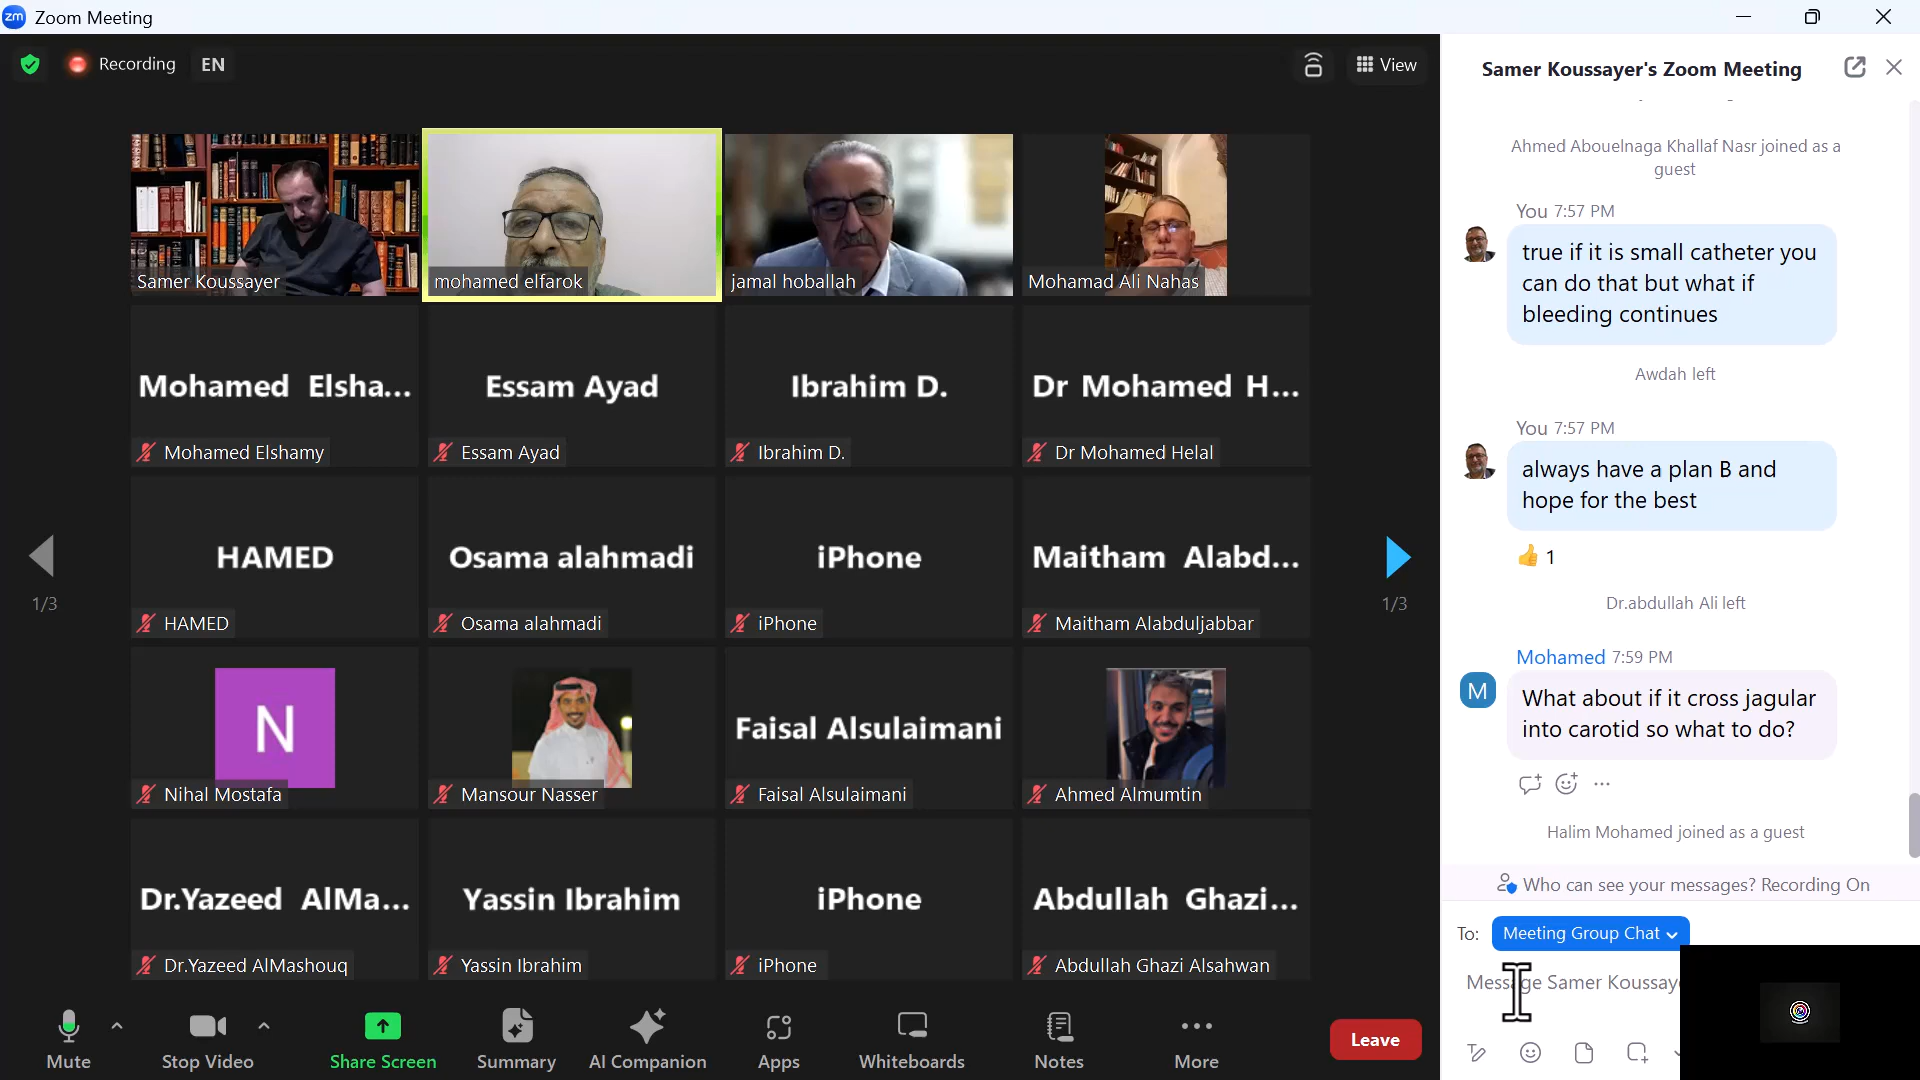 zm Zoom Meeting
Recording EN
View
Samer Koussayer
mohamed elfarok
jamal hoballah
Mohamad Ali Nahas
Mohamed Elsha...
Mohamed Elshamy
Essam Ayad
Essam Ayad
Ibrahim D.
Ibrahim D.
Dr Mohamed H...
Dr Mohamed Helal
HAMED
HAMED
Osama alahmadi
Osama alahmadi
iPhone
iPhone
Maitham Alabd...
Maitham Alabduljabbar
1/3
1/3
N
Nihal Mostafa
Mansour Nasser
Faisal Alsulaimani
Faisal Alsulaimani
Ahmed Almumtin
Dr.Yazeed AlMa...
Dr.Yazeed AlMashouq
Yassin Ibrahim
Yassin Ibrahim
iPhone
iPhone
Abdullah Ghazi...
Abdullah Ghazi Alsahwan
Mute
Stop Video
Share Screen
Summary
AI Companion
Apps
Whiteboards
Notes
More
Leave
Samer Koussayer's Zoom Meeting
Ahmed Abouelnaga Khallaf Nasr joined as a
guest
You 7:57 PM
true if it is small catheter you
can do that but what if
bleeding continues
Awdah left
You 7:57 PM
always have a plan B and
hope for the best
👍 1
Dr.abdullah Ali left
Mohamed 7:59 PM
M
What about if it cross jagular
into carotid so what to do?
Halim Mohamed joined as a guest
Who can see your messages? Recording On
To: Meeting Group Chat
Message Samer